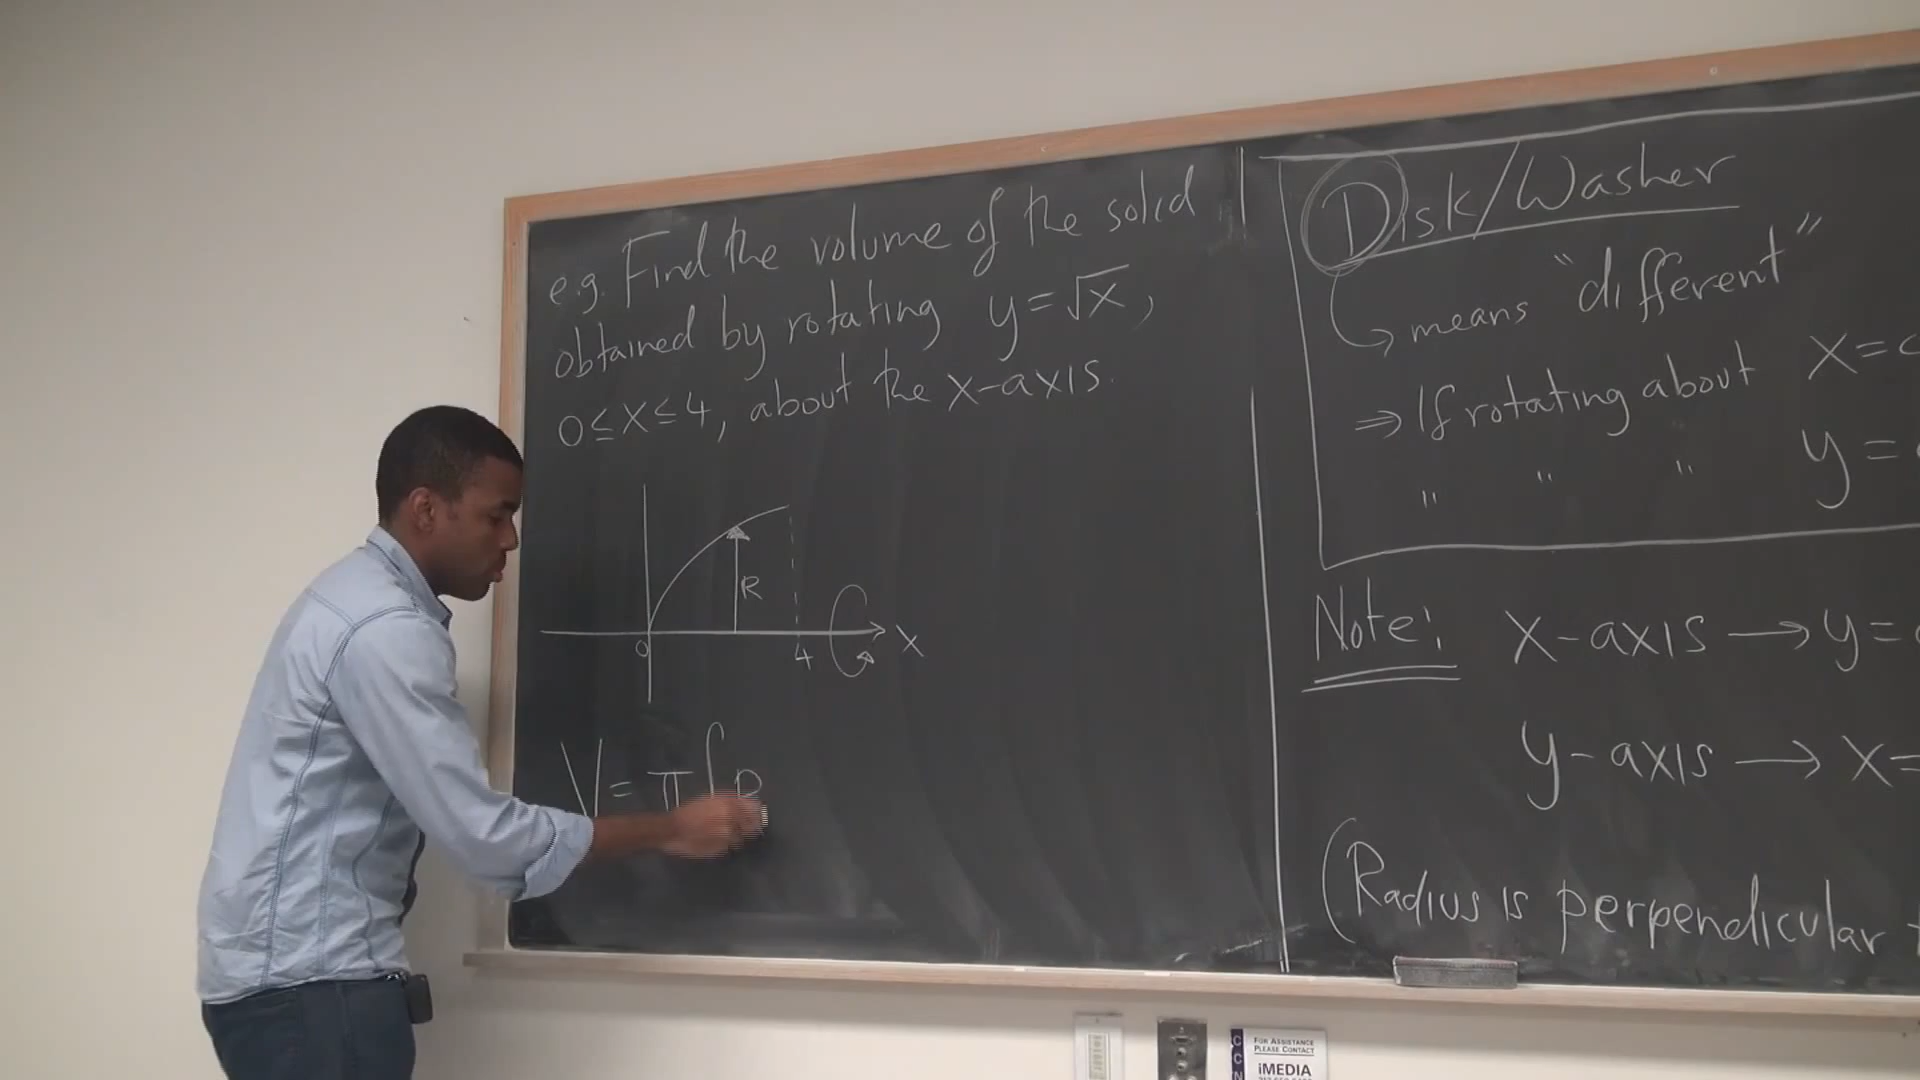 e.g. Find the volume of the solid
obtained by rotating y=√x,
0≤x≤4, about the x-axis.
R
0
4
x
V = π∫R
Disk/Washer
means "different"
⇒ If rotating about x=
" " " y=
Note: x-axis → y=
y-axis → x=
(Radius is perpendicular
FOR ASSISTANCE
PLEASE CONTACT
iMEDIA